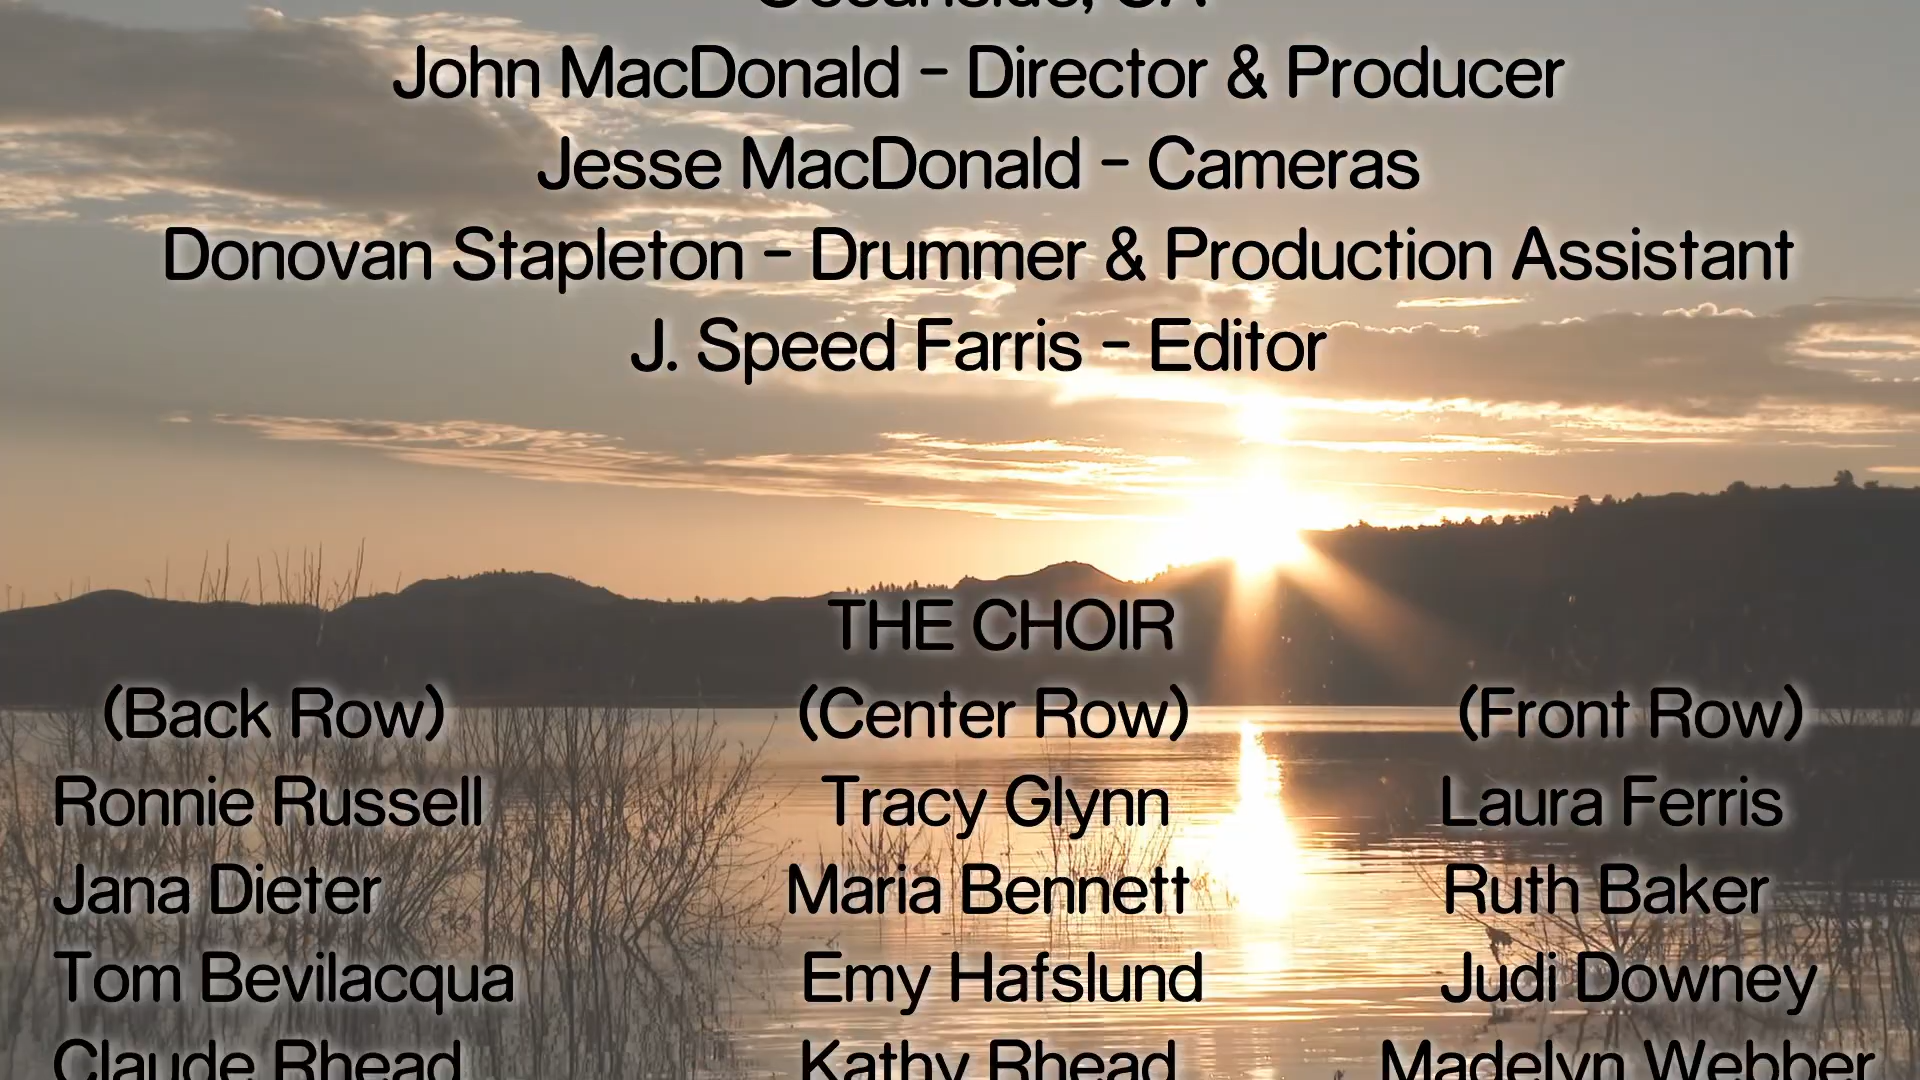 Oceanside, CA
John MacDonald - Director & Producer
Jesse MacDonald - Cameras
Donovan Stapleton - Drummer & Production Assistant
J. Speed Farris - Editor
THE CHOIR
(Back Row) (Center Row) (Front Row)
Ronnie Russell Tracy Glynn Laura Ferris
Jana Dieter Maria Bennett Ruth Baker
Tom Bevilacqua Emy Hafslund Judi Downey
Claude Rhead Kathy Rhead Madelyn Webber